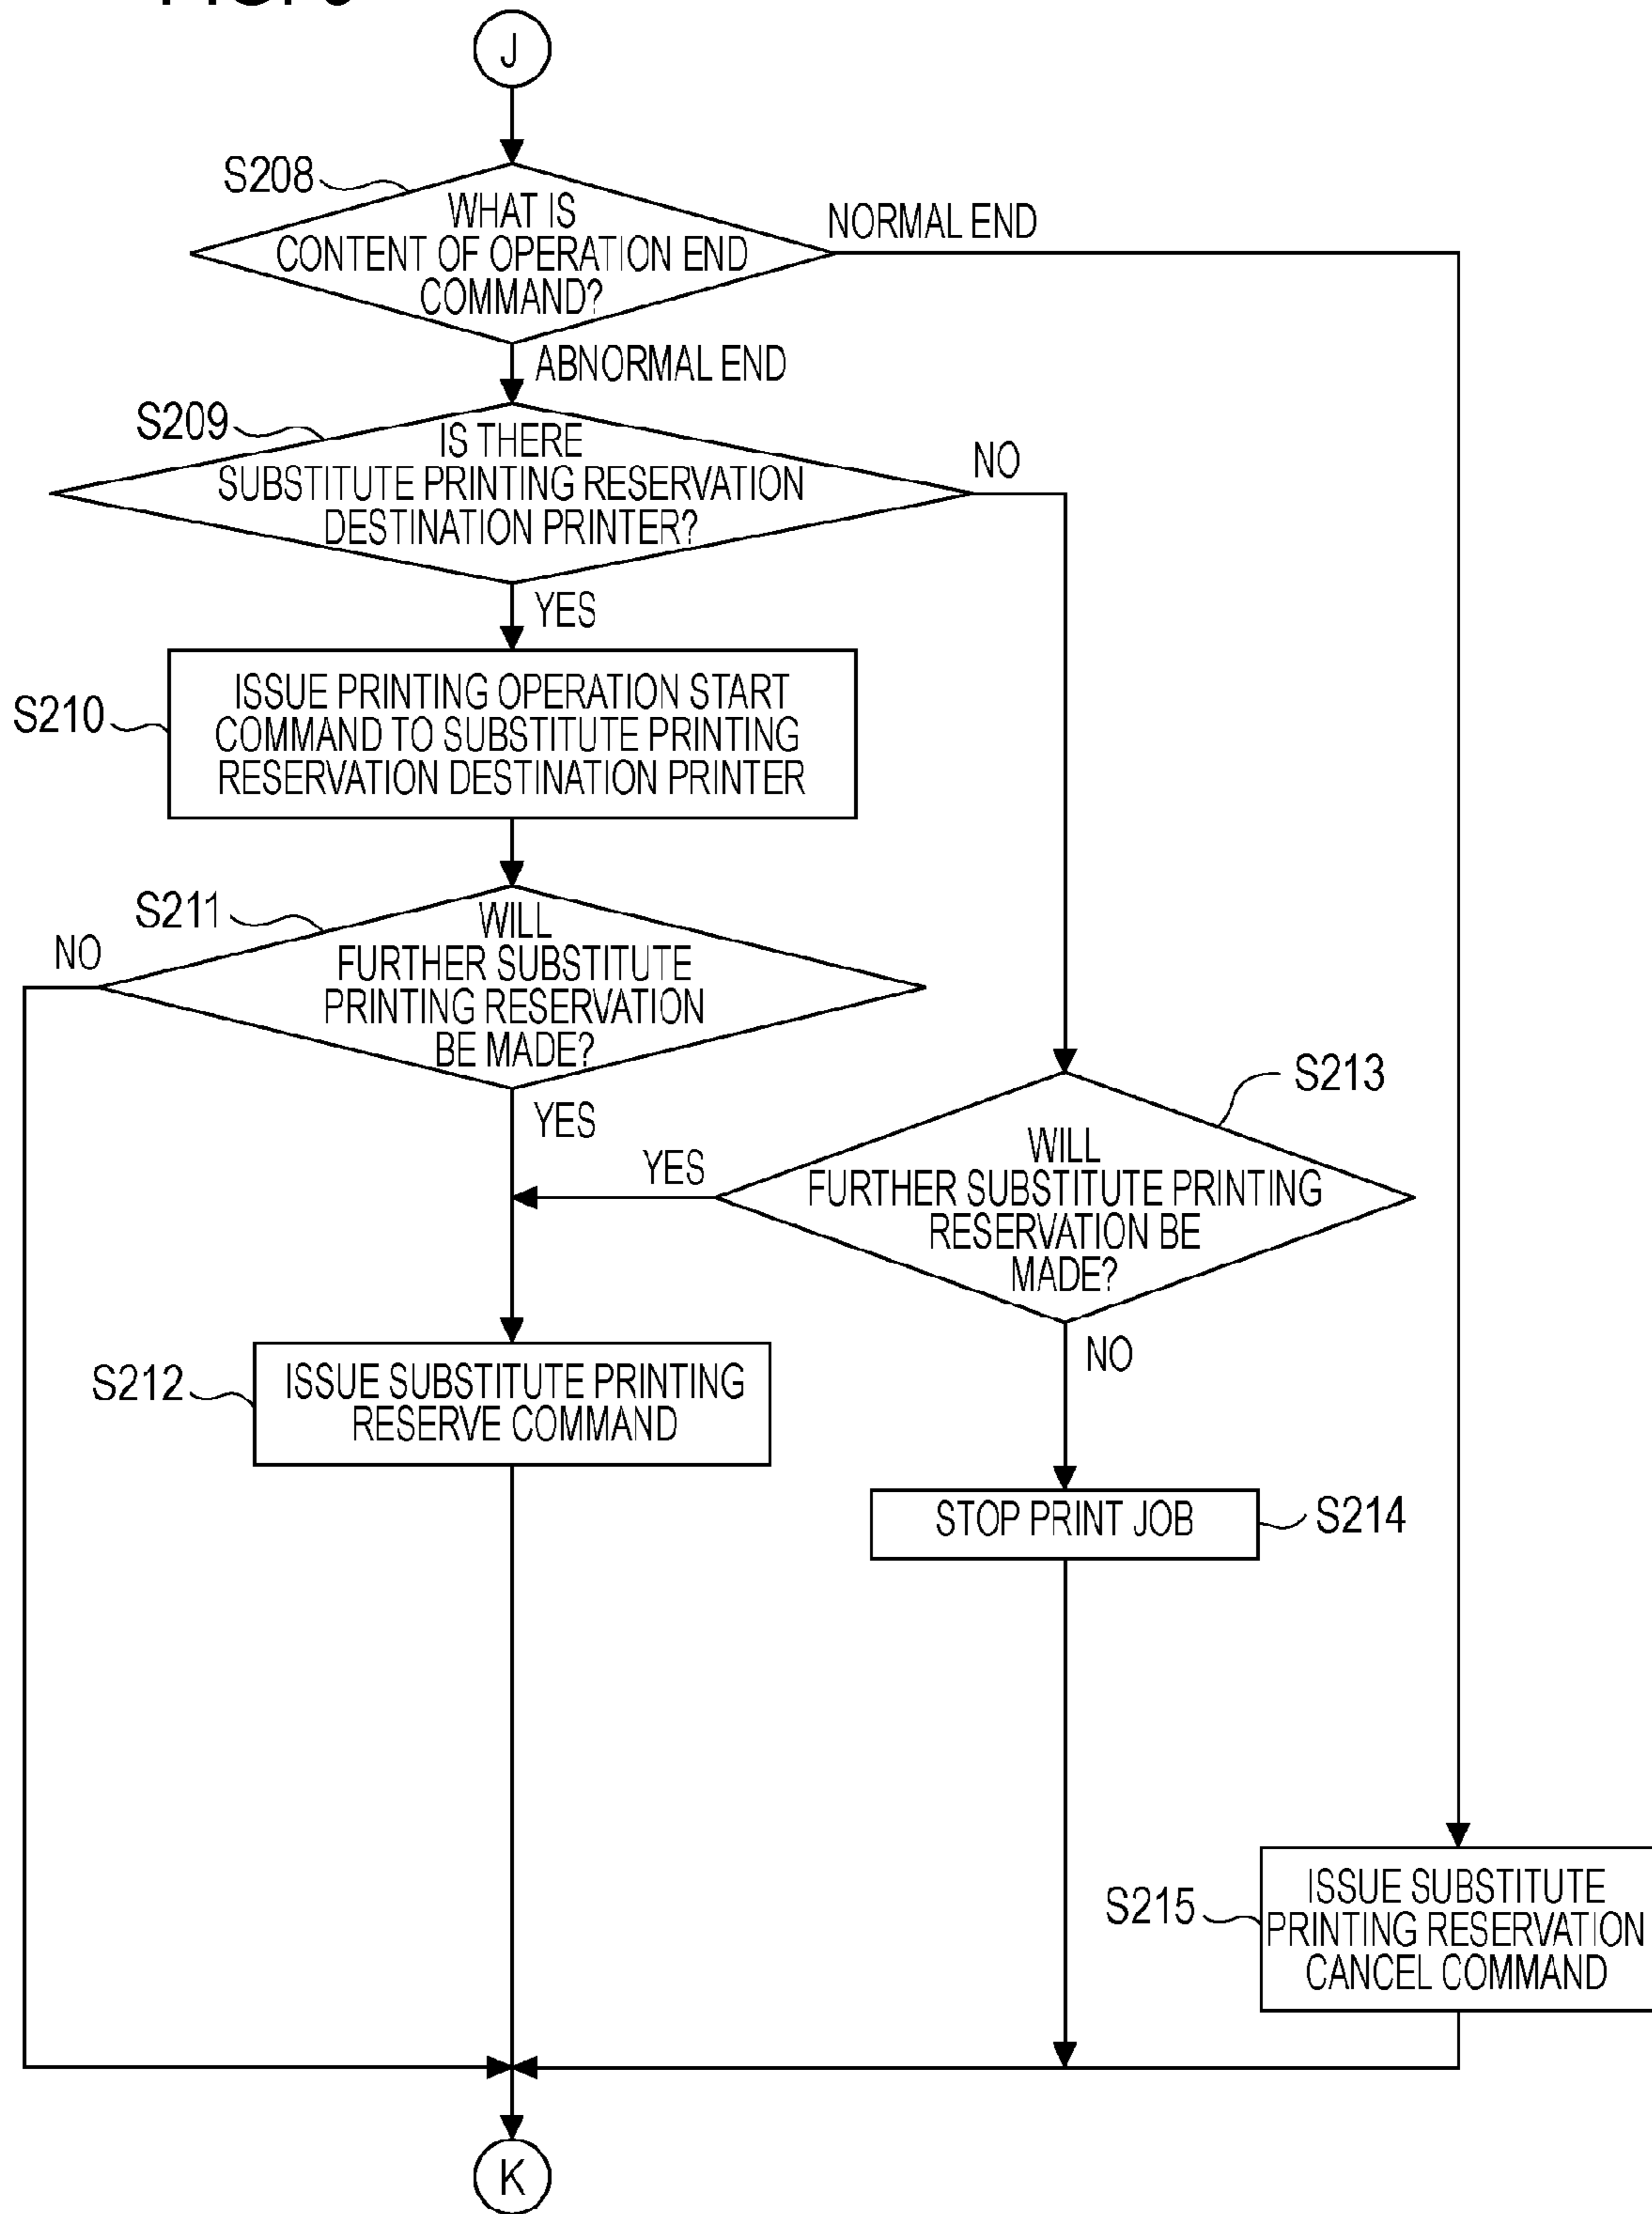 J
S208
WHAT IS
CONTENT OF OPERATION END
COMMAND?
NORMAL END
ABNORMAL END
S209
IS THERE
SUBSTITUTE PRINTING RESERVATION
DESTINATION PRINTER?
NO
YES
S210
ISSUE PRINTING OPERATION START
COMMAND TO SUBSTITUTE PRINTING
RESERVATION DESTINATION PRINTER
S211
WILL
FURTHER SUBSTITUTE
PRINTING RESERVATION
BE MADE?
NO
YES
S213
WILL
FURTHER SUBSTITUTE PRINTING
RESERVATION BE
MADE?
YES
NO
S212
ISSUE SUBSTITUTE PRINTING
RESERVE COMMAND
STOP PRINT JOB
S214
S215
ISSUE SUBSTITUTE
PRINTING RESERVATION
CANCEL COMMAND
K